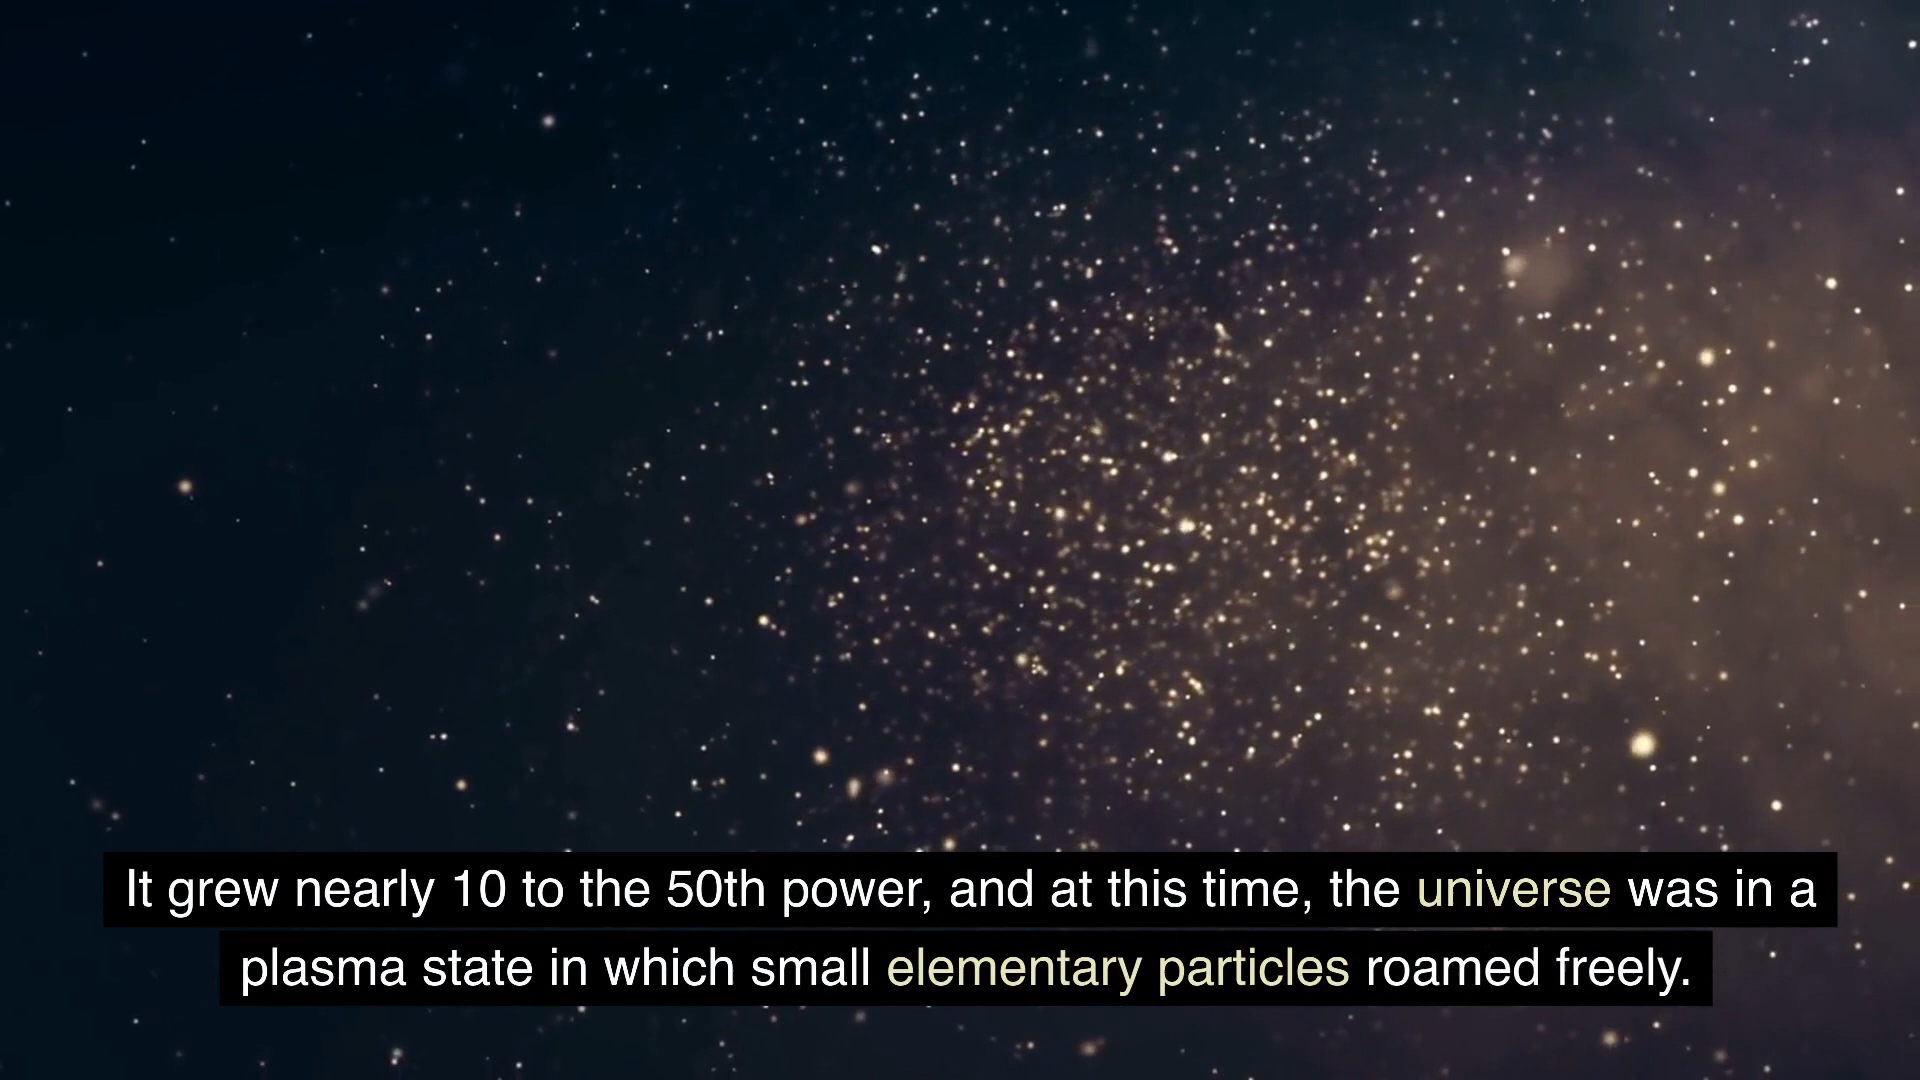 It grew nearly 10 to the 50th power, and at this time, the universe was in a
plasma state in which small elementary particles roamed freely.